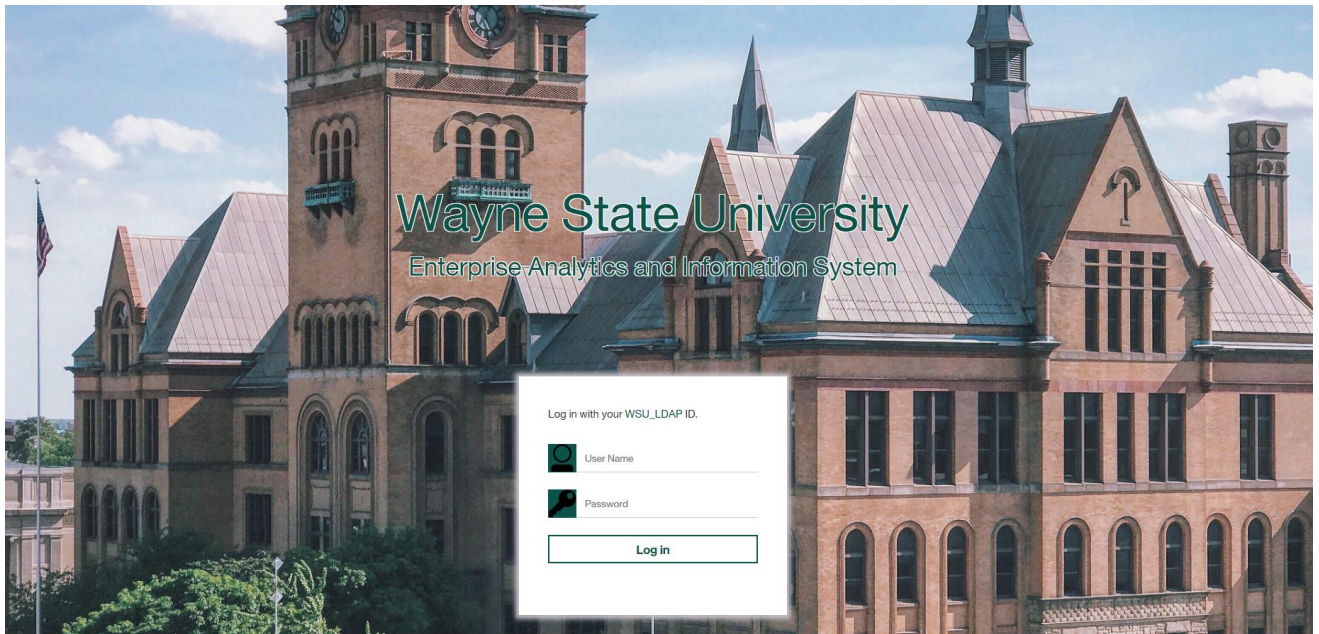 Wayne State University
Enterprise Analytics and Information System
Log in with your WSU_LDAP ID.
User Name
Password
Log in